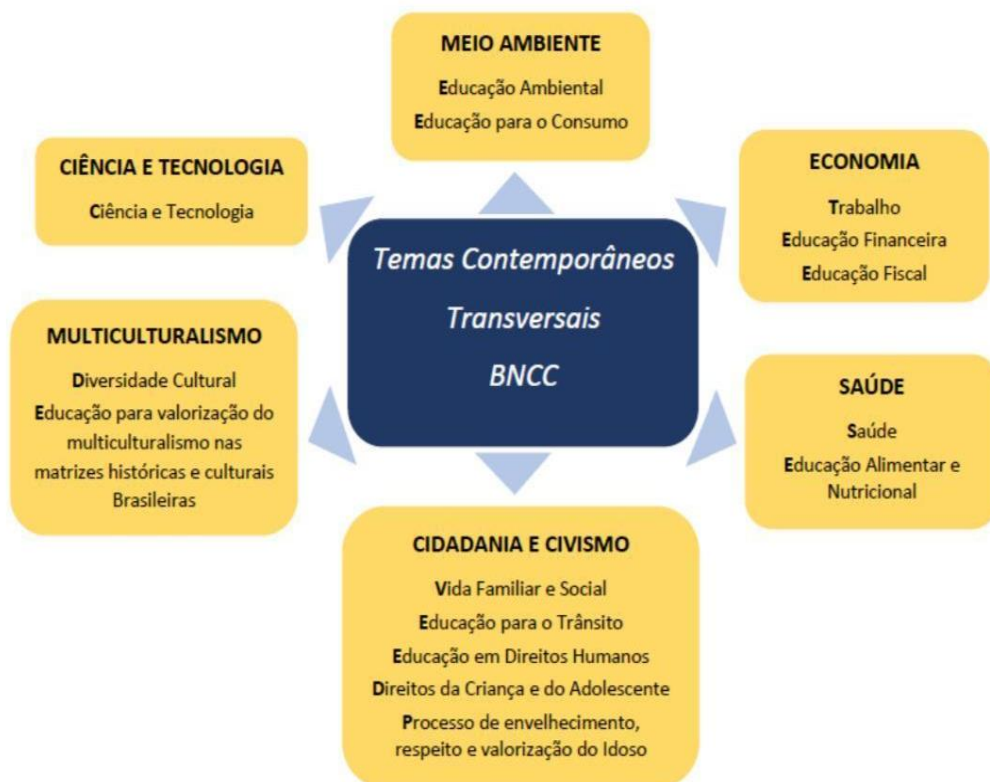 MEIO AMBIENTE
Educação Ambiental
Educação para o Consumo
CIÊNCIA E TECNOLOGIA
Ciência e Tecnologia
ECONOMIA
Trabalho
Educação Financeira
Educação Fiscal
Temas Contemporâneos
Transversais
BNCC
MULTICULTURALISMO
Diversidade Cultural
Educação para valorização do
multiculturalismo nas
matrizes históricas e culturais
Brasileiras
SAÚDE
Saúde
Educação Alimentar e
Nutricional
CIDADANIA E CIVISMO
Vida Familiar e Social
Educação para o Trânsito
Educação em Direitos Humanos
Direitos da Criança e do Adolescente
Processo de envelhecimento,
respeito e valorização do Idoso